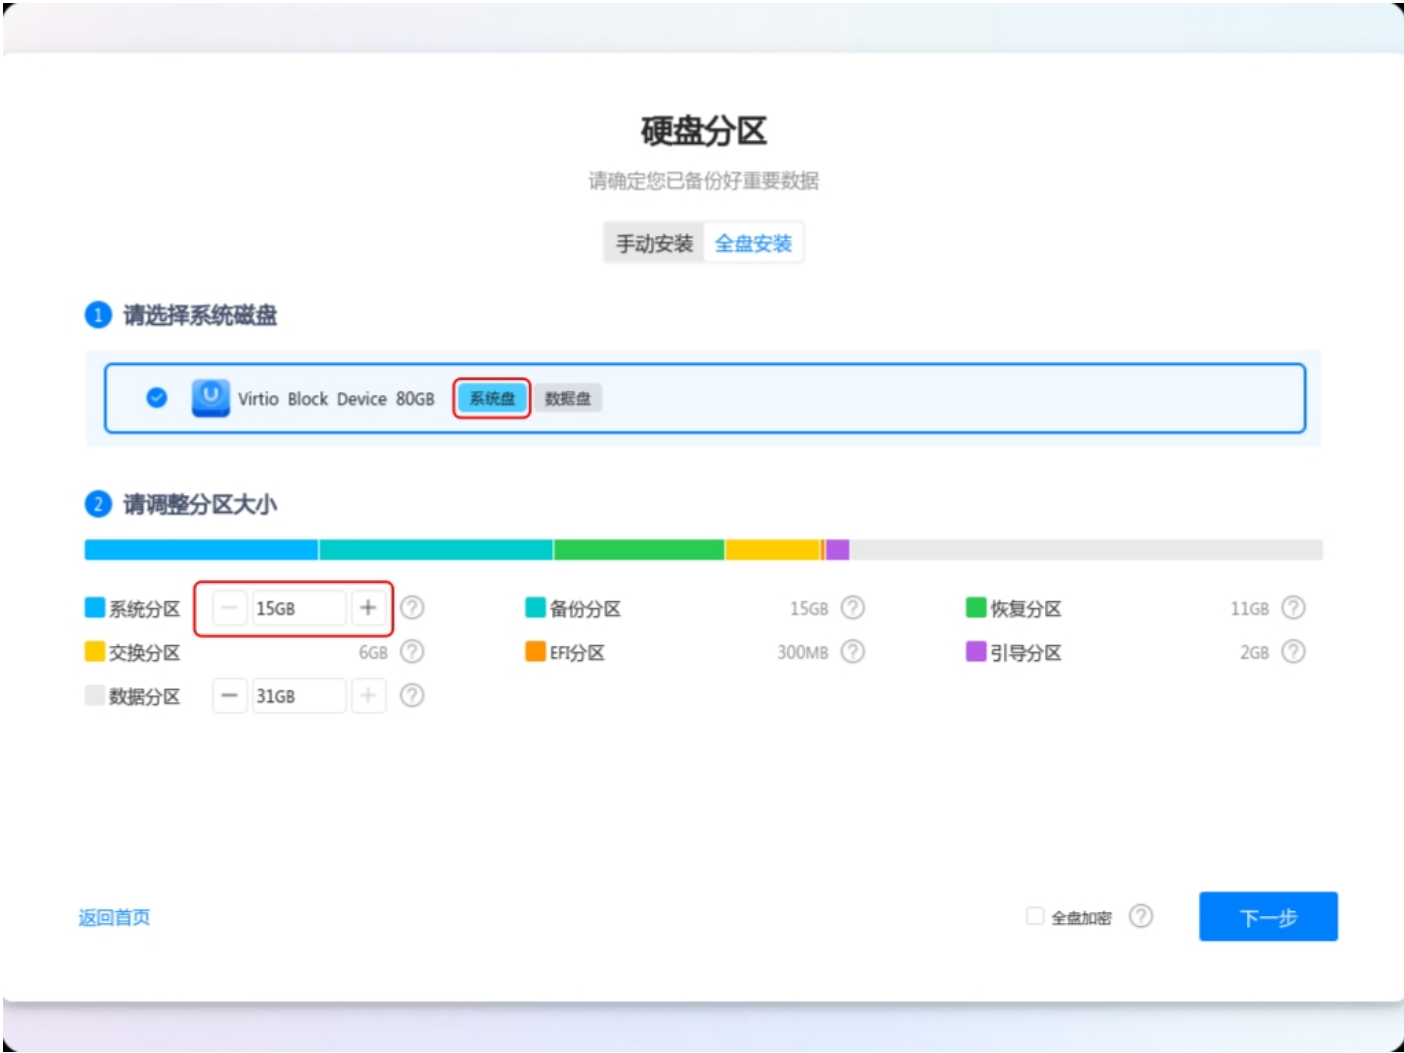 硬盘分区
请确定您已备份好重要数据
手动安装 全盘安装
1 请选择系统磁盘
Virtio Block Device 80GB 系统盘 数据盘
2 请调整分区大小
系统分区 − 15GB + ? 备份分区 15GB ? 恢复分区 11GB ?
交换分区 6GB ? EFI分区 300MB ? 引导分区 2GB ?
数据分区 − 31GB + ?
返回首页 全盘加密 ? 下一步